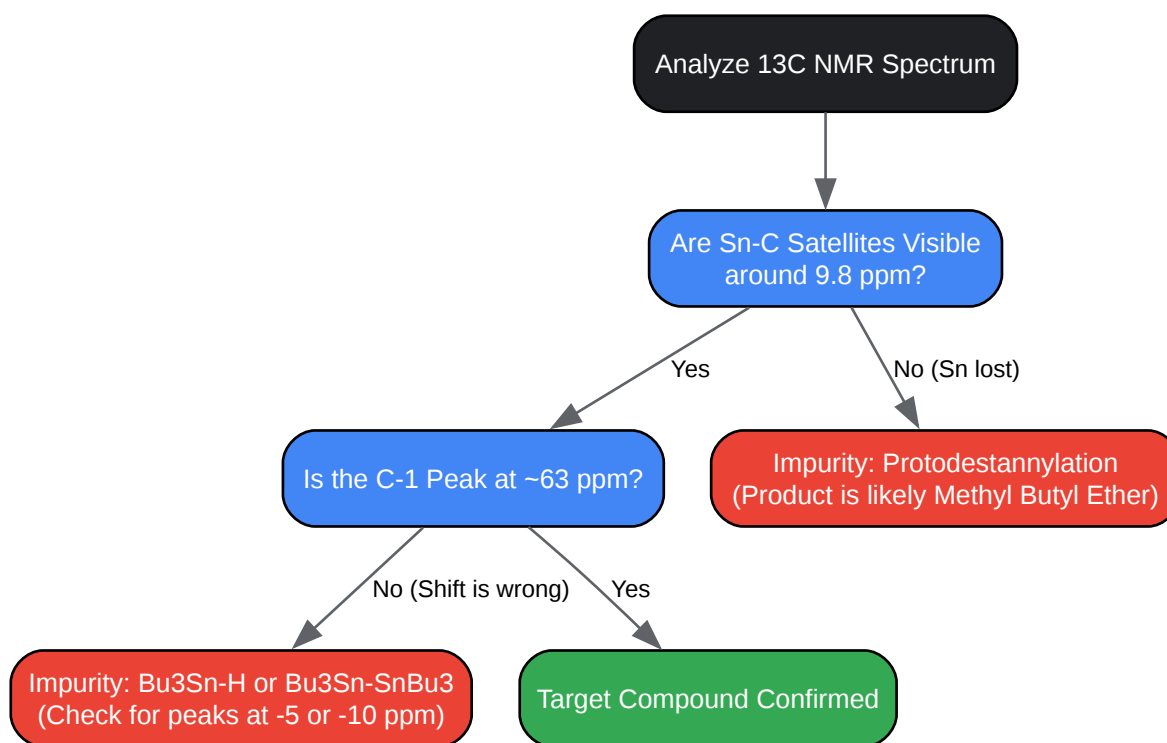 Analyze 13C NMR Spectrum
Are Sn-C Satellites Visible
around 9.8 ppm?
Yes
No (Sn lost)
Is the C-1 Peak at ~63 ppm?
Impurity: Protodestannylation
(Product is likely Methyl Butyl Ether)
No (Shift is wrong)
Yes
Impurity: Bu3Sn-H or Bu3Sn-SnBu3
(Check for peaks at -5 or -10 ppm)
Target Compound Confirmed